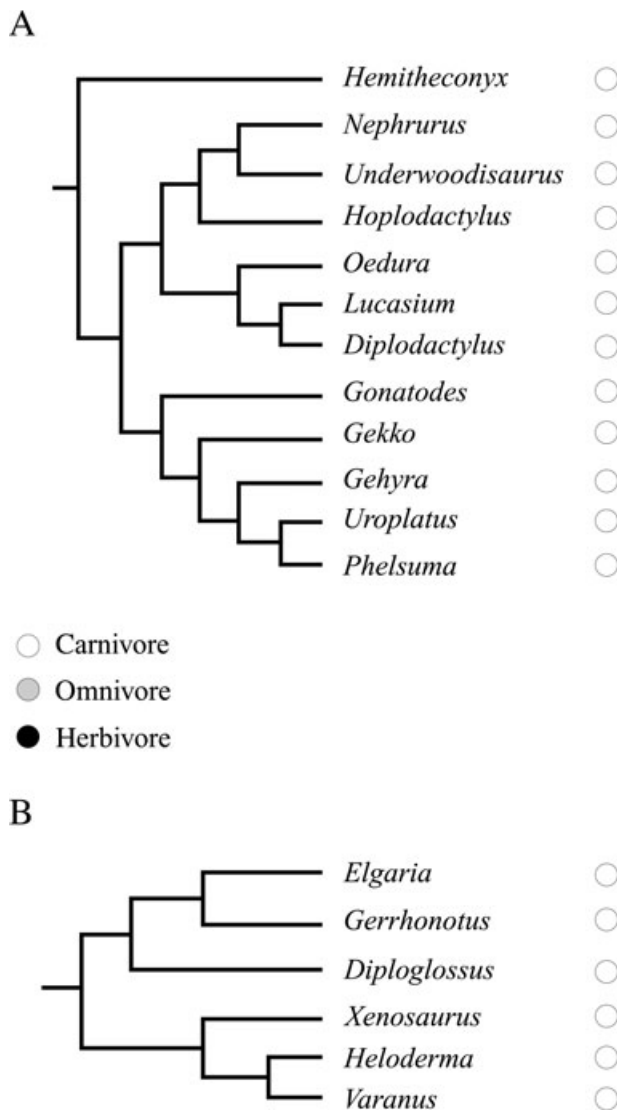 A
Hemitheconyx
Nephrurus
Underwoodisaurus
Hoplodactylus
Oedura
Lucasium
Diplodactylus
Gonatodes
Gekko
Gehyra
Uroplatus
Phelsuma
Carnivore
Omnivore
Herbivore
B
Elgaria
Gerrhonotus
Diploglossus
Xenosaurus
Heloderma
Varanus